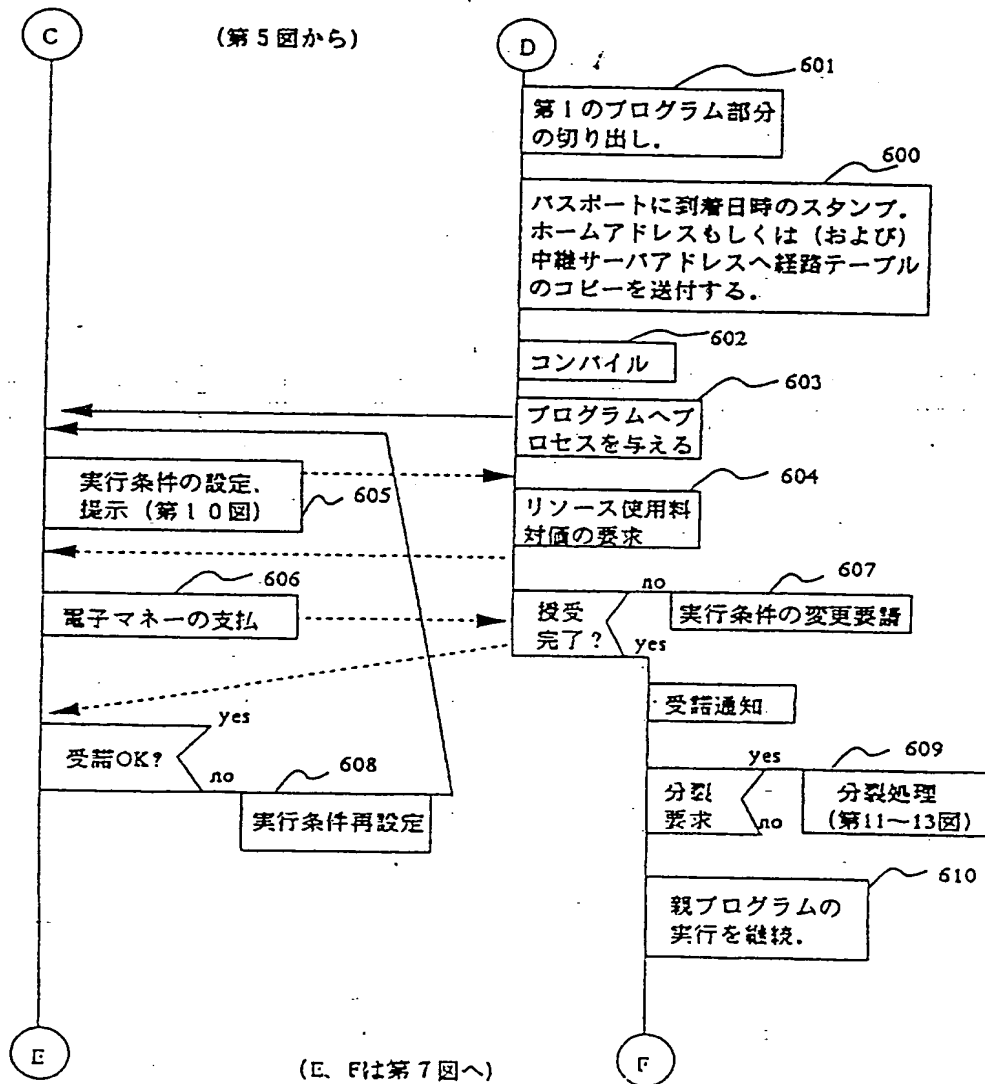 C
(第5図から)
D
601
第1のプログラム部分
の切り出し.
600
パスポートに到着日時のスタンプ.
ホームアドレスもしくは(および)
中継サーバアドレスへ経路テーブル
のコピーを送付する.
602
コンパイル
603
プログラムへプ
ロセスを与える
実行条件の設定、
提示(第10図)
605
604
リソース使用料
対価の要求
606
電子マネーの支払
授受
完了?
no
yes
607
実行条件の変更要請
受諾通知
受諾OK?
yes
no
608
実行条件再設定
分裂
要求
yes
no
609
分裂処理
(第11〜13図)
610
親プログラムの
実行を継続.
E
(E、Fは第7図へ)
F